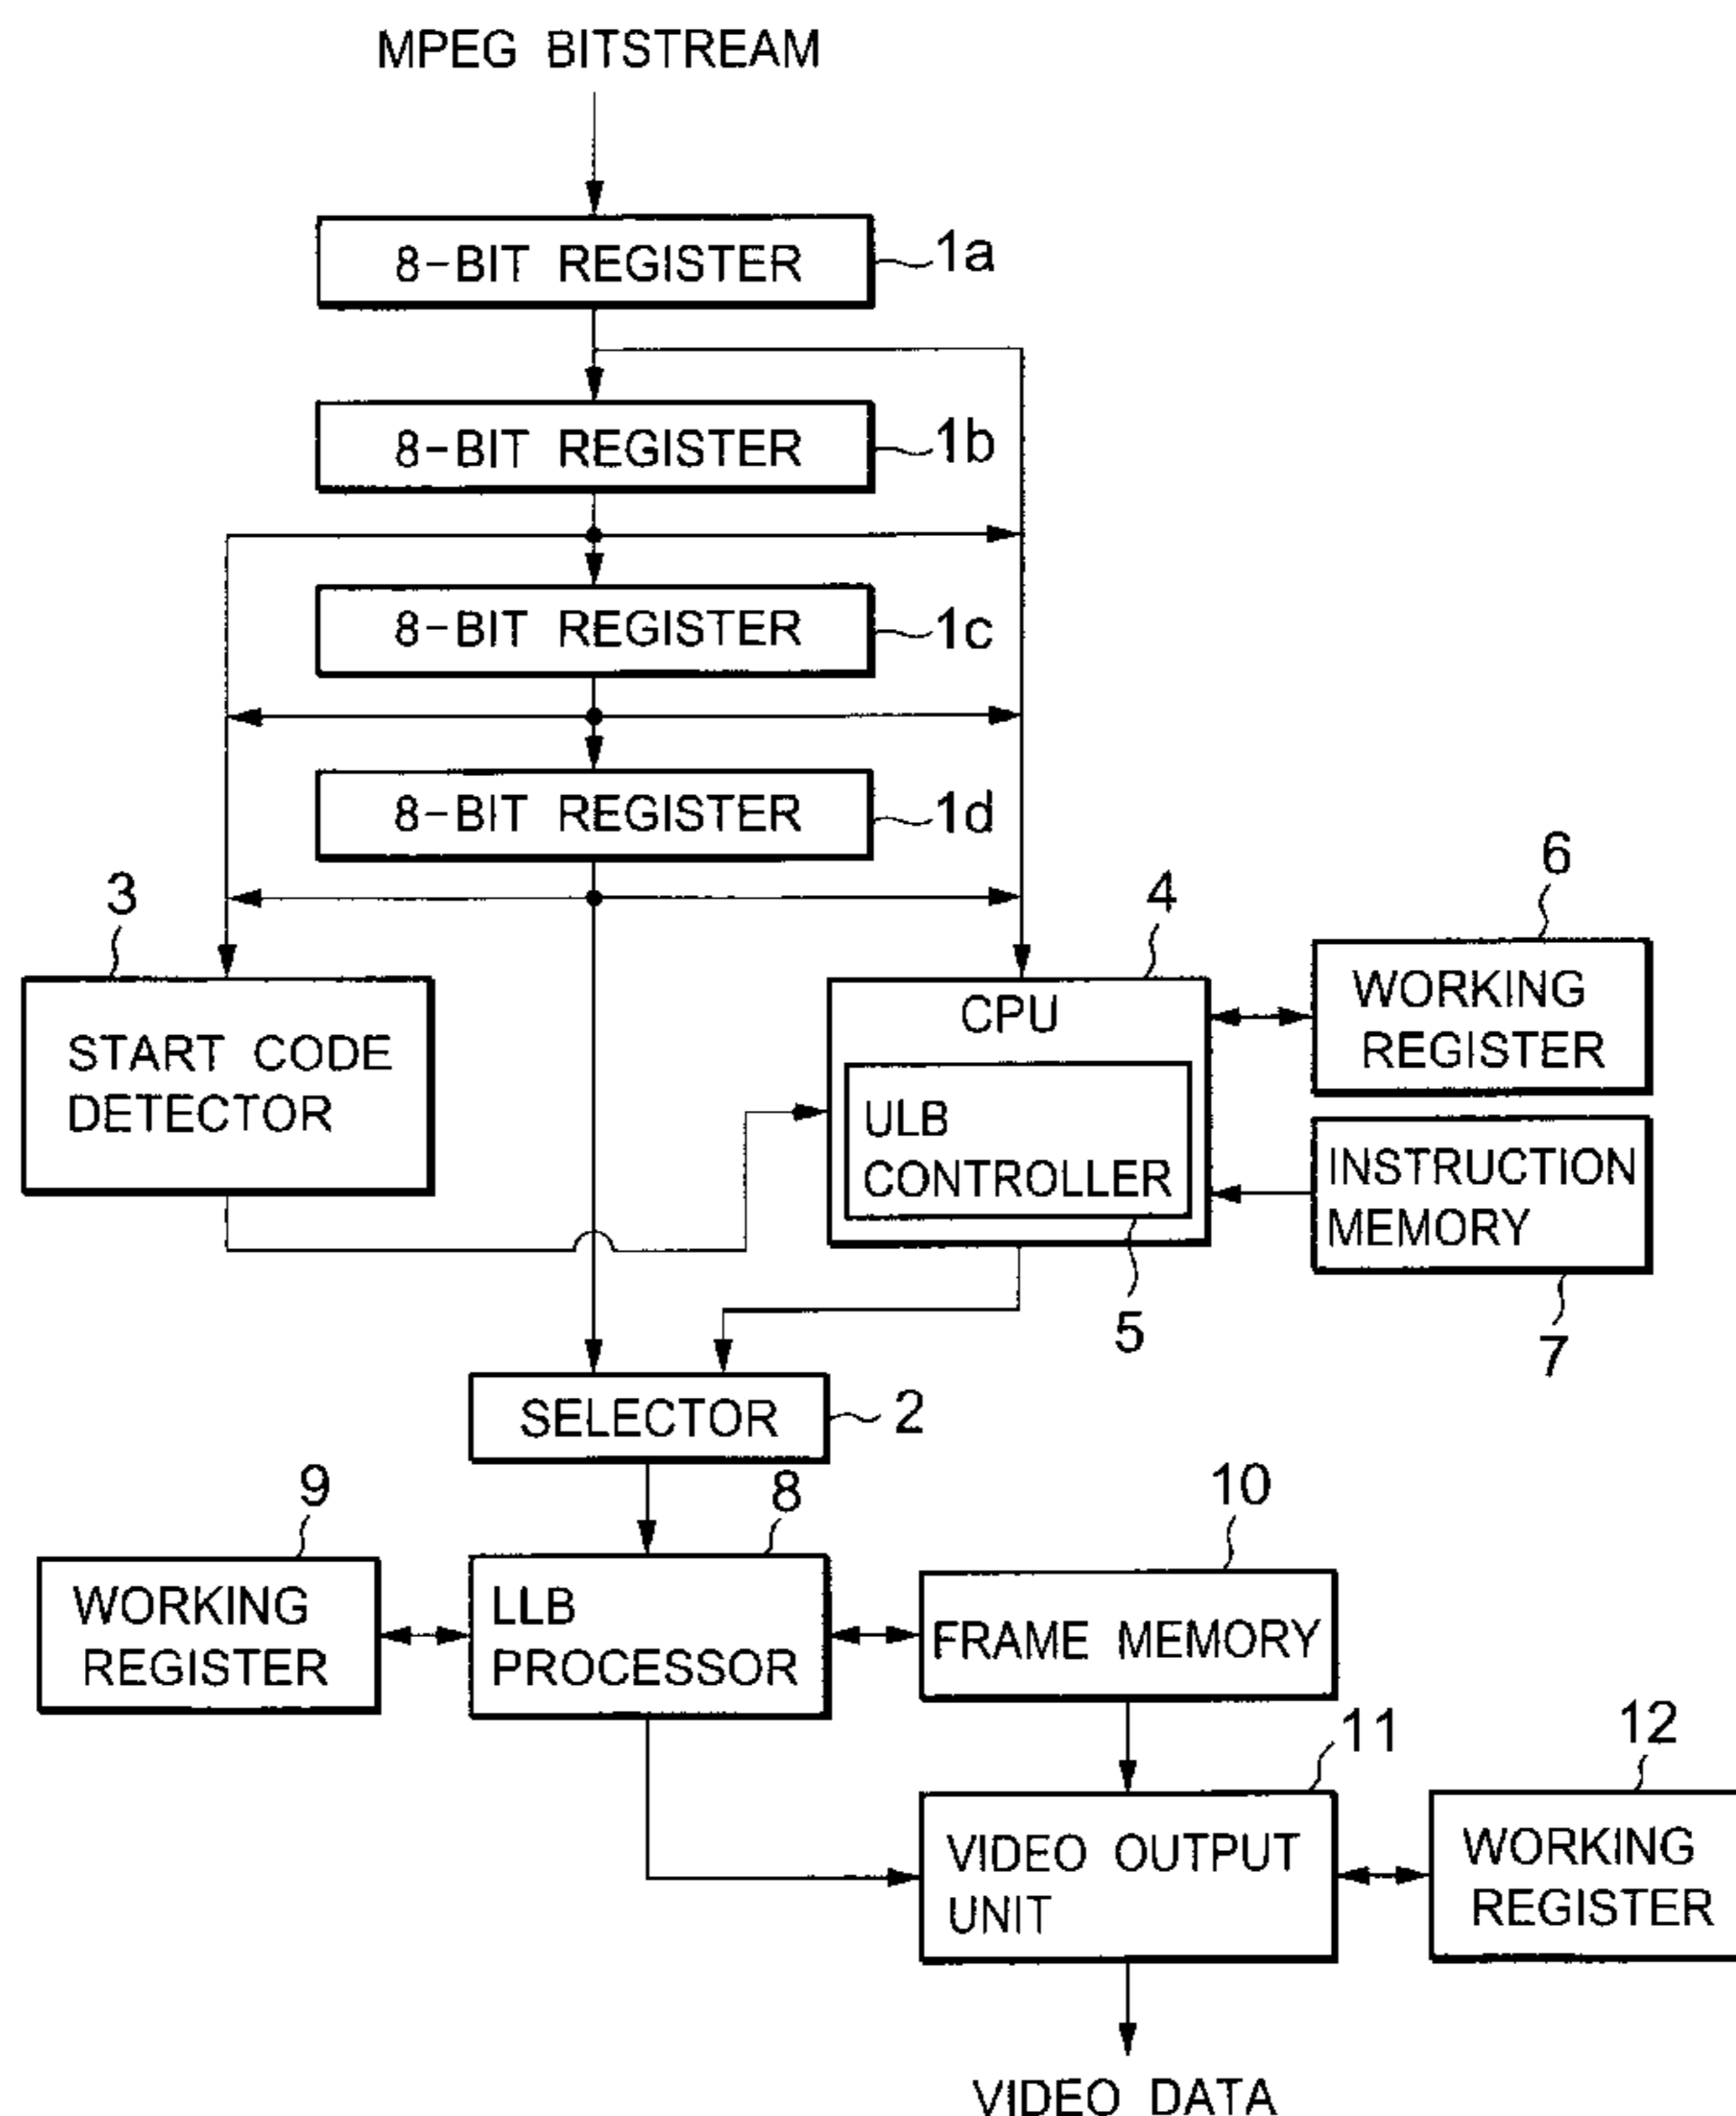 MPEG BITSTREAM
8-BIT REGISTER
1a
8-BIT REGISTER
1b
8-BIT REGISTER
1c
8-BIT REGISTER
1d
3
START CODE
DETECTOR
4
CPU
ULB
CONTROLLER
5
6
WORKING
REGISTER
INSTRUCTION
MEMORY
7
SELECTOR
2
9
WORKING
REGISTER
8
LLB
PROCESSOR
10
FRAME MEMORY
11
VIDEO OUTPUT
UNIT
12
WORKING
REGISTER
VIDEO DATA